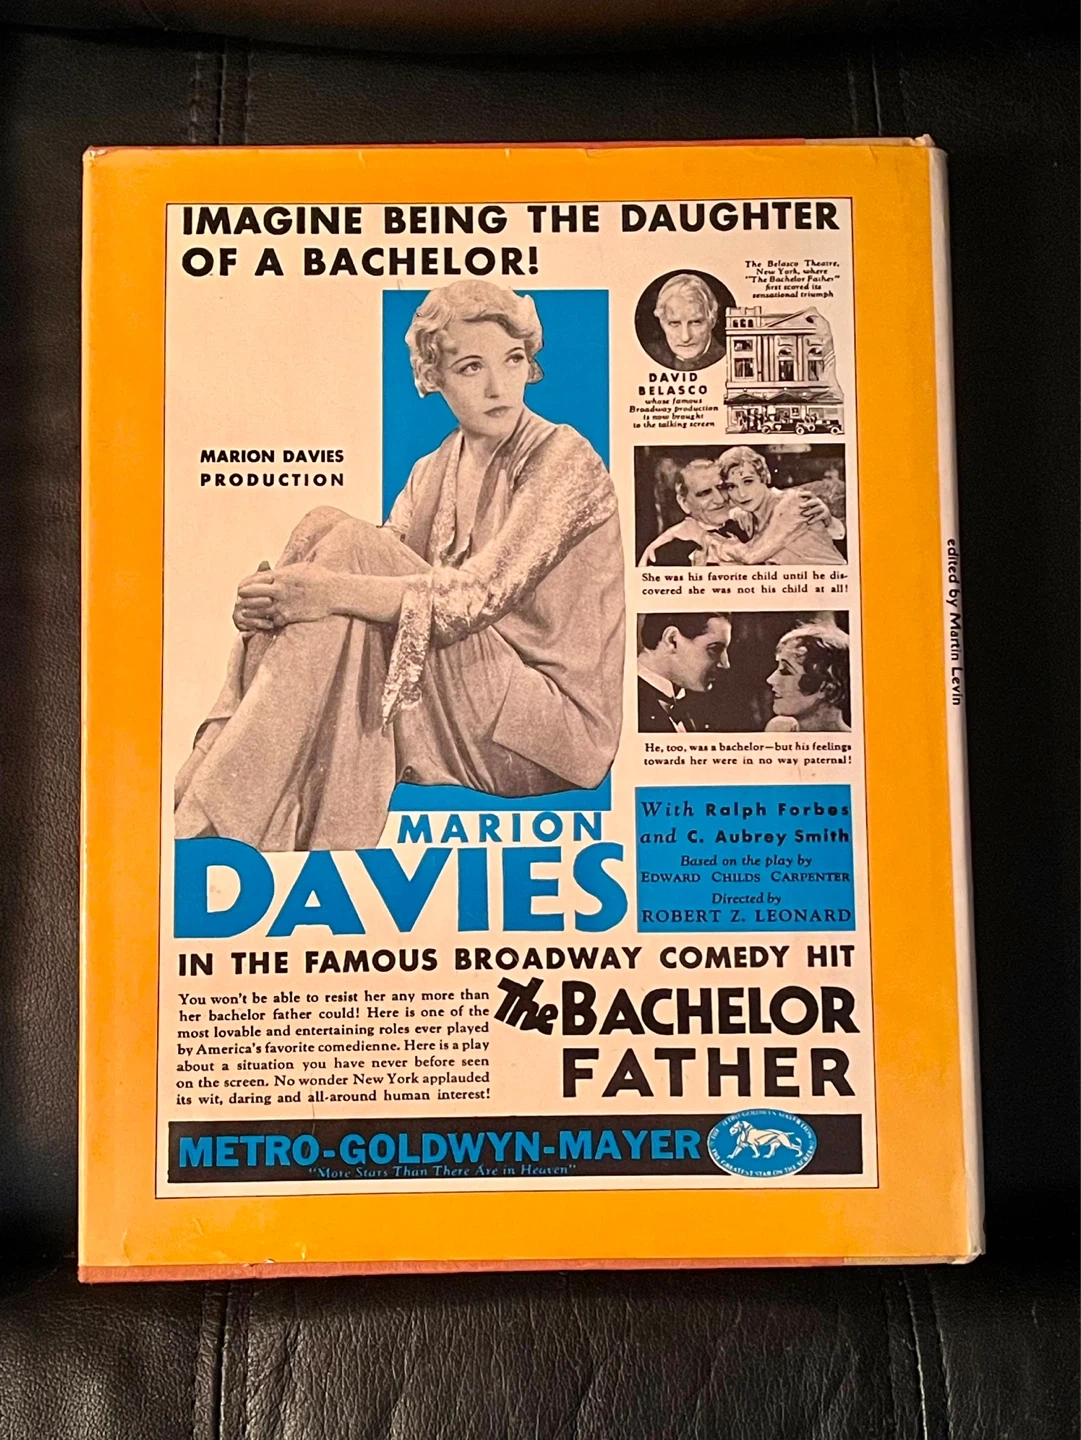 IMAGINE BEING THE DAUGHTER
OF A BACHELOR!
The Belasco Theatre,
New York, where
"The Bachelor Father"
first scored its
sensational triumph
DAVID
BELASCO
whose famous
Broadway production
is now brought
to the talking screen
MARION DAVIES
PRODUCTION
She was his favorite child until he dis-
covered she was not his child at all!
He, too, was a bachelor—but his feelings
towards her were in no way paternal!
With Ralph Forbes
and C. Aubrey Smith
Based on the play by
EDWARD CHILDS CARPENTER
Directed by
ROBERT Z. LEONARD
MARION
DAVIES
IN THE FAMOUS BROADWAY COMEDY HIT
The BACHELOR
FATHER
You won't be able to resist her any more than
her bachelor father could! Here is one of the
most lovable and entertaining roles ever played
by America's favorite comedienne. Here is a play
about a situation you have never before seen
on the screen. No wonder New York applauded
its wit, daring and all-around human interest!
METRO-GOLDWYN-MAYER
"More Stars Than There Are in Heaven"
edited by Martin Levin